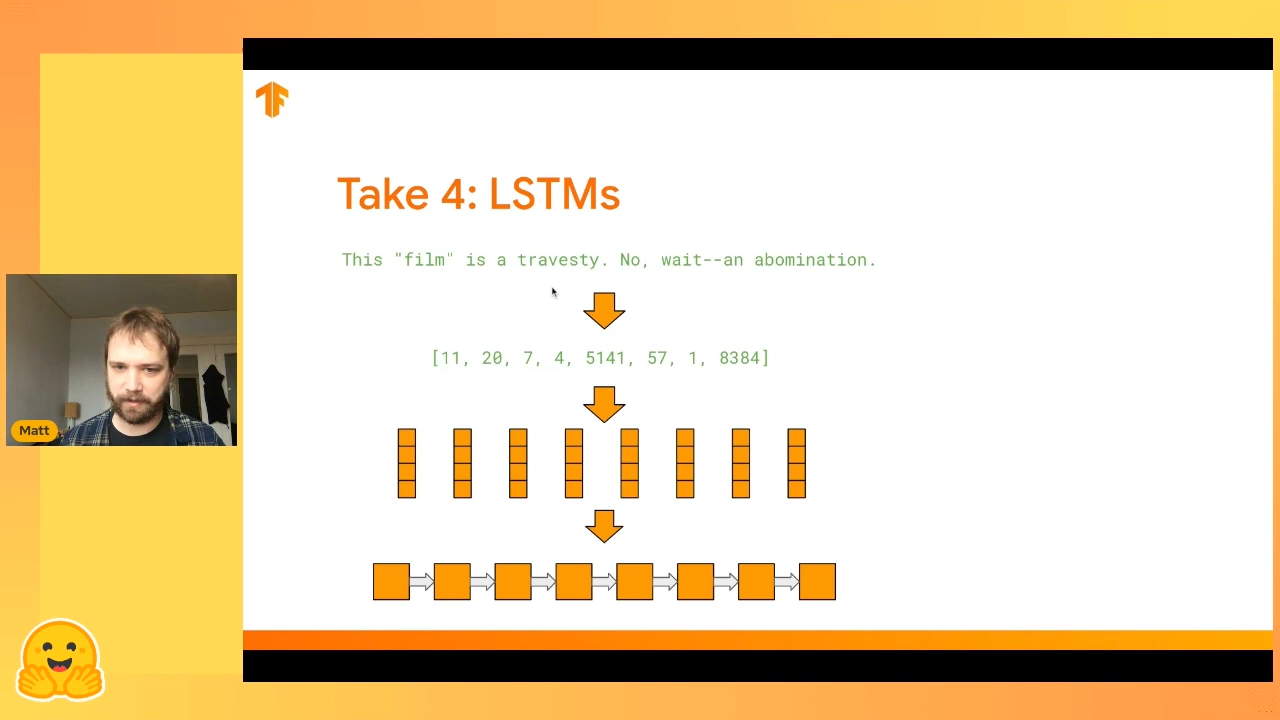 Take 4: LSTMs
This "film" is a travesty. No, wait--an abomination.
[11, 20, 7, 4, 5141, 57, 1, 8384]
Matt